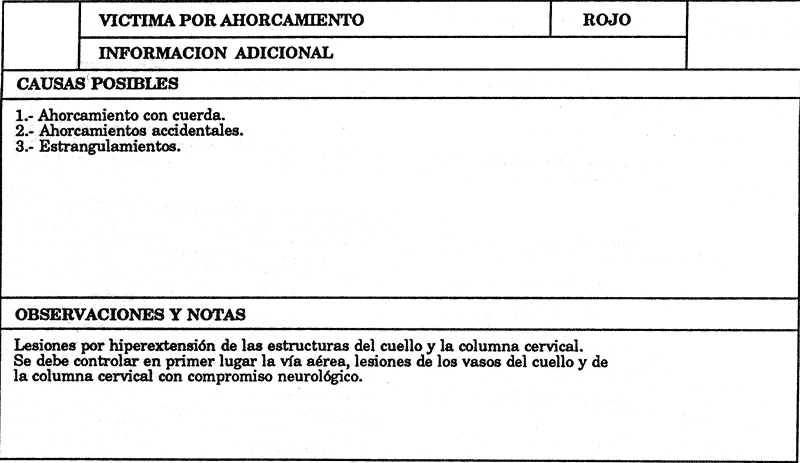 VICTIMA POR AHORCAMIENTO
ROJO
INFORMACION ADICIONAL
CAUSAS POSIBLES
1.- Ahorcamiento con cuerda.
2.- Ahorcamientos accidentales.
3.- Estrangulamientos.
OBSERVACIONES Y NOTAS
Lesiones por hiperextensión de las estructuras del cuello y la columna cervical.
Se debe controlar en primer lugar la vía aérea, lesiones de los vasos del cuello y de
la columna cervical con compromiso neurológico.